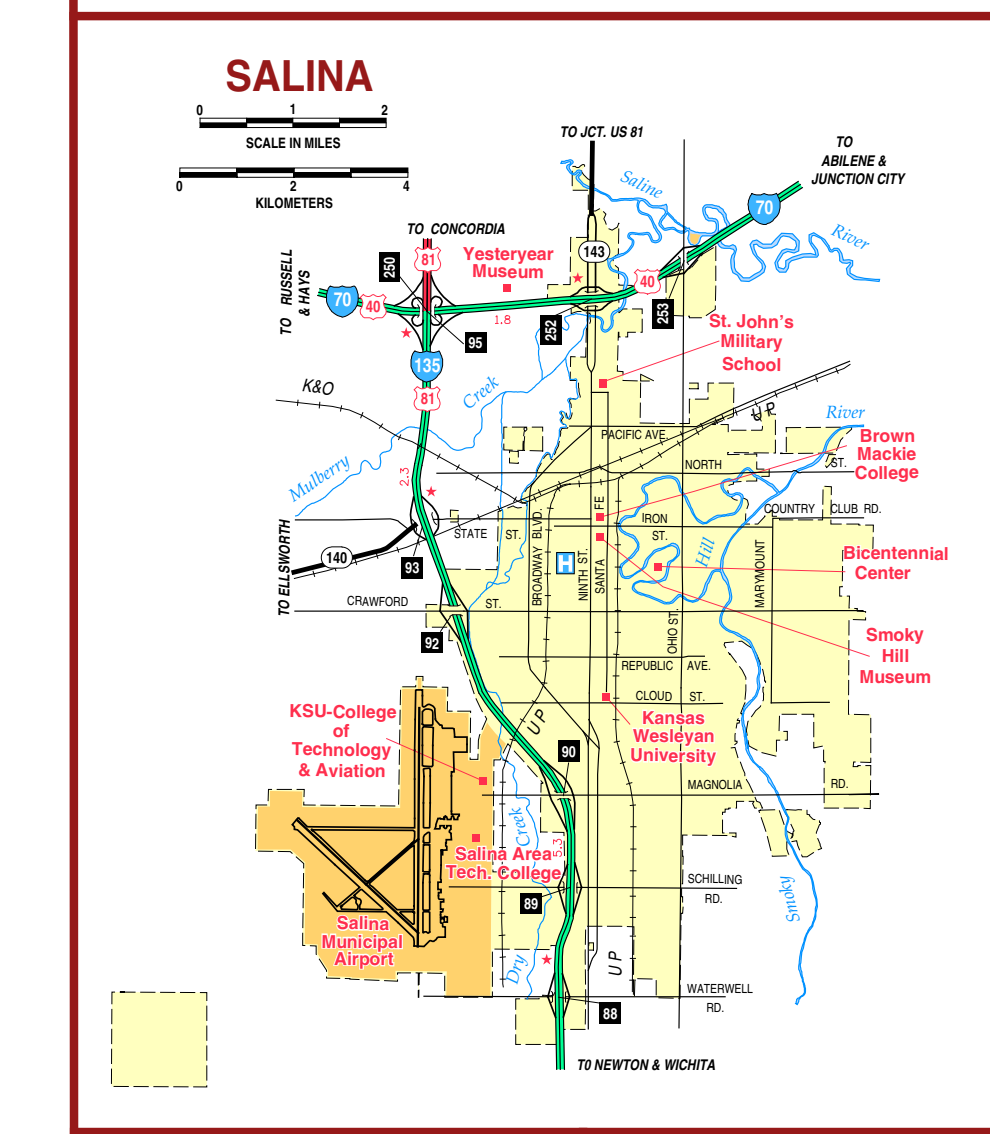 SALINA
0 1 2
SCALE IN MILES
0 2 4
KILOMETERS
TO JCT. US 81
TO
ABILENE &
JUNCTION CITY
Saline
River
70
143
TO CONCORDIA
81
250
Yesteryear
Museum
TO RUSSELL
& HAYS
70
40
40
1.8
252
253
95
St. John's
Military
School
135
81
K&O
Creek
Mulberry
2.3
UP
PACIFIC AVE.
River
NORTH
ST.
Brown
Mackie
College
FE
IRON
ST.
COUNTRY
CLUB RD.
STATE
ST.
BROADWAY BLVD.
H
NINTH ST.
SANTA
Hill
MARYMOUNT
Bicentennial
Center
TO ELLSWORTH
140
93
CRAWFORD
ST.
OHIO ST.
92
Smoky
Hill
Museum
REPUBLIC AVE.
CLOUD ST.
KSU-College
of
Technology
& Aviation
UP
Kansas
Wesleyan
University
90
MAGNOLIA
RD.
Creek
5.3
Salina Area
Tech. College
SCHILLING
RD.
89
Smoky
Salina
Municipal
Airport
Dry
UP
WATERWELL
RD.
88
T0 NEWTON & WICHITA